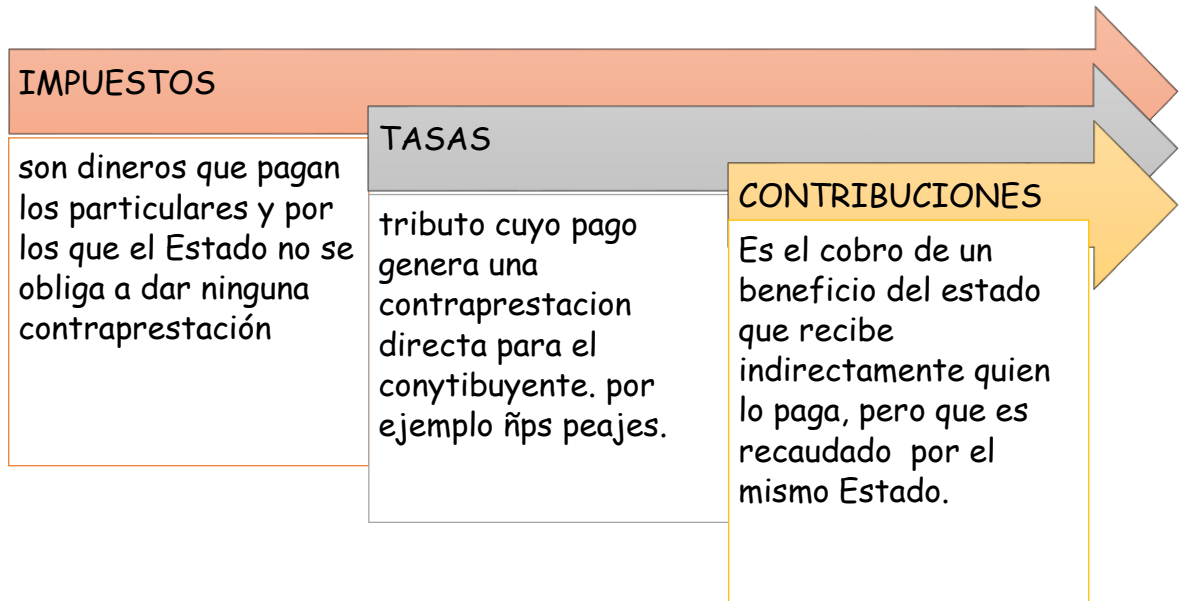 IMPUESTOS
son dineros que pagan
los particulares y por
los que el Estado no se
obliga a dar ninguna
contraprestación
TASAS
tributo cuyo pago
genera una
contraprestacion
directa para el
conytibuyente. por
ejemplo ñps peajes.
CONTRIBUCIONES
Es el cobro de un
beneficio del estado
que recibe
indirectamente quien
lo paga, pero que es
recaudado por el
mismo Estado.